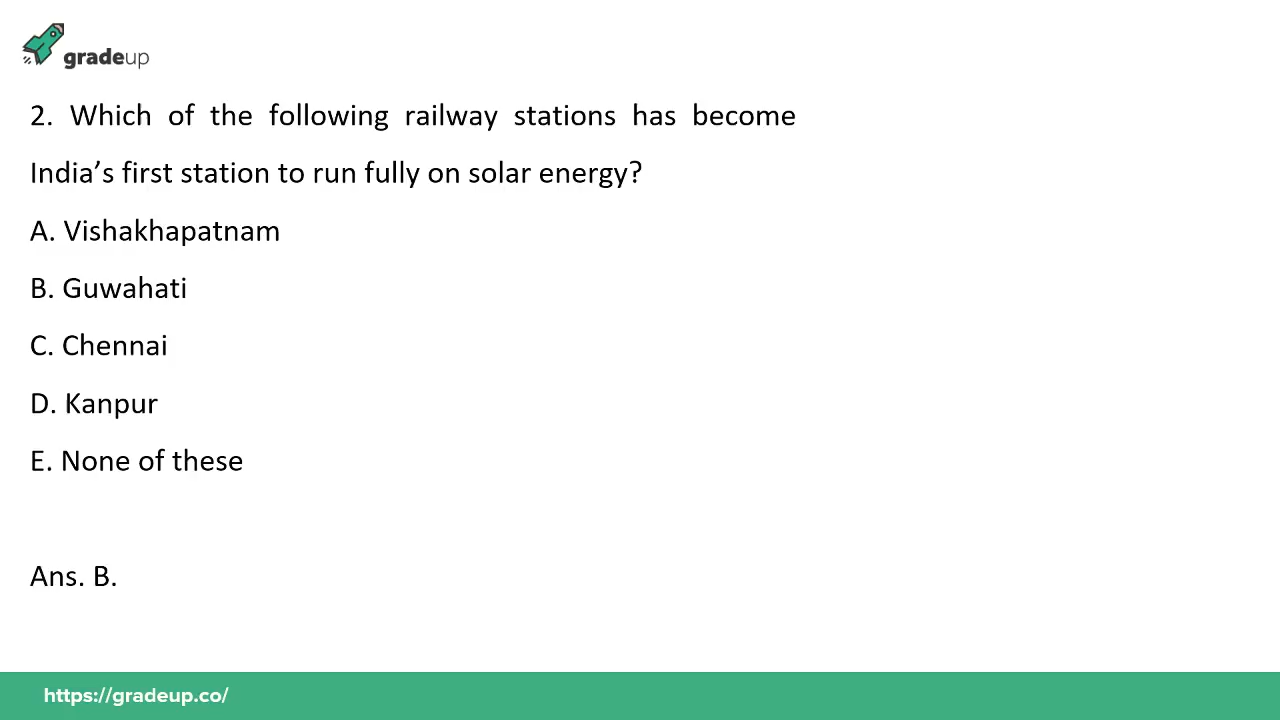 gradeup
2. Which of the following railway stations has become
India’s first station to run fully on solar energy?
A. Vishakhapatnam
B. Guwahati
C. Chennai
D. Kanpur
E. None of these
Ans. B.
https://gradeup.co/